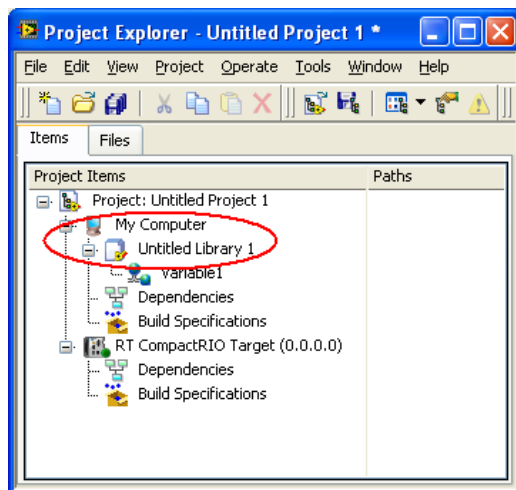 Project Explorer - Untitled Project 1 *
File Edit View Project Operate Tools Window Help
Items Files
Project Items Paths
Project: Untitled Project 1
My Computer
Untitled Library 1
Variable1
Dependencies
Build Specifications
RT CompactRIO Target (0.0.0.0)
Dependencies
Build Specifications